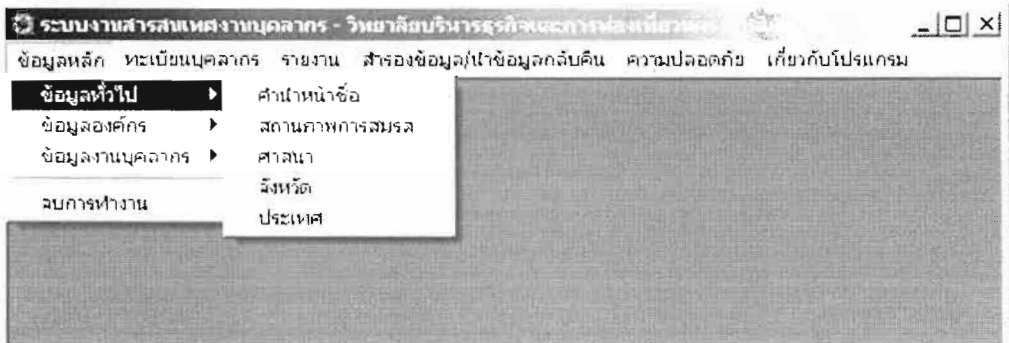 ระบบงานสารสนเทศงานบุคลากร - วิทยาลัยบริหารธุรกิจและการท่องเที่ยว
ข้อมูลหลัก ทะเบียนบุคลากร รายงาน สำรองข้อมูล/นำข้อมูลกลับคืน ความปลอดภัย เกี่ยวกับโปรแกรม
ข้อมูลทั่วไป
ข้อมูลองค์กร
ข้อมูลงานบุคลากร
จบการทำงาน
คำนำหน้าชื่อ
สถานภาพการสมรส
ศาสนา
จังหวัด
ประเทศ